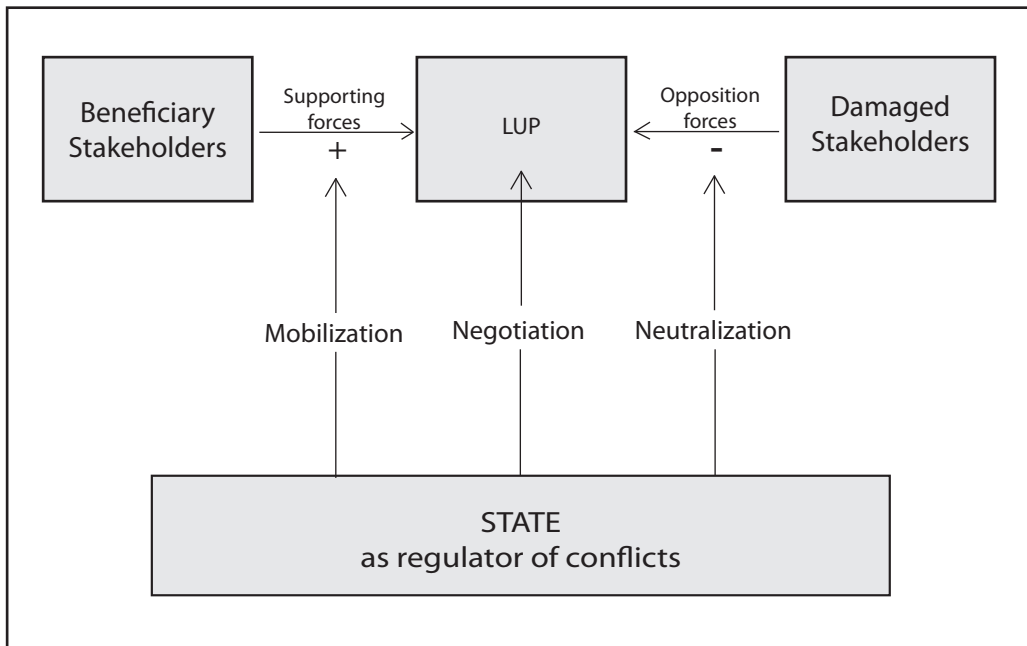 Beneficiary
Stakeholders
Supporting
forces
+
LUP
Opposition
forces
-
Damaged
Stakeholders
Mobilization
Negotiation
Neutralization
STATE
as regulator of conflicts